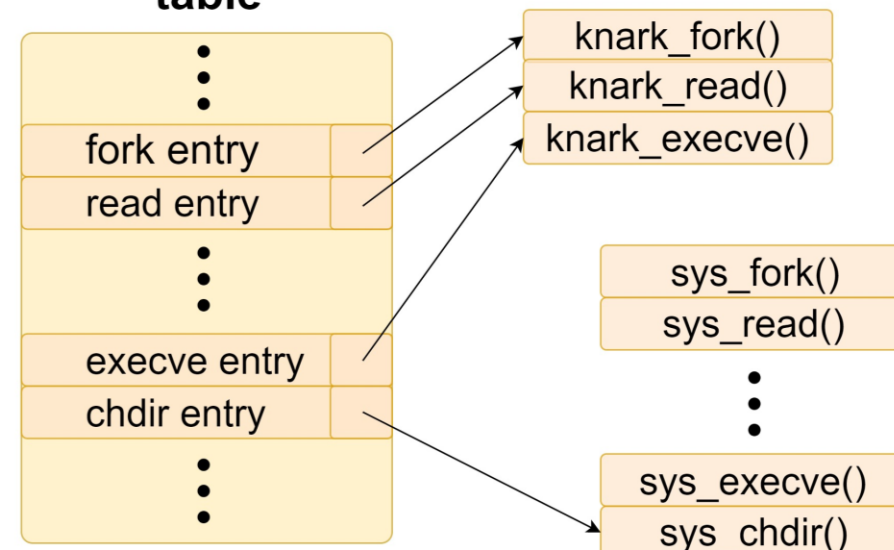 table
fork entry
read entry
execve entry
chdir entry
knark_fork()
knark_read()
knark_execve()
sys_fork()
sys_read()
sys_execve()
sys_chdir()